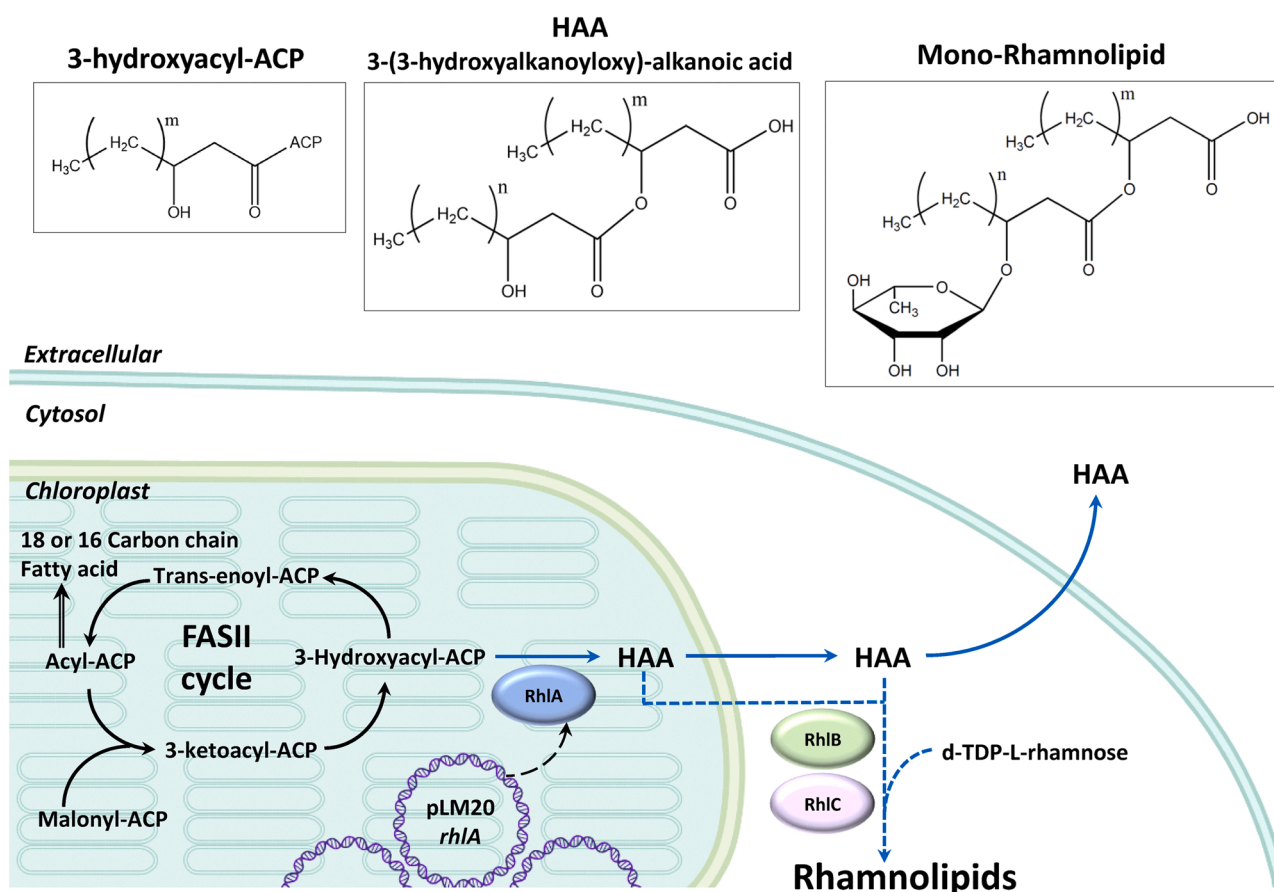 3-hydroxyacyl-ACP
H₃C
H₂C
m
ACP
OH
O
HAA
3-(3-hydroxyalkanoyloxy)-alkanoic acid
H₃C
H₂C
m
OH
O
O
H₃C
H₂C
n
OH
O
Mono-Rhamnolipid
H₃C
H₂C
m
OH
O
O
H₃C
H₂C
n
O
O
OH
O
CH₃
OH
OH
Extracellular
Cytosol
Chloroplast
18 or 16 Carbon chain
Fatty acid
Trans-enoyl-ACP
Acyl-ACP
FASII
cycle
3-Hydroxyacyl-ACP
3-ketoacyl-ACP
Malonyl-ACP
RhlA
pLM20
rhlA
HAA
HAA
HAA
RhlB
RhlC
d-TDP-L-rhamnose
Rhamnolipids